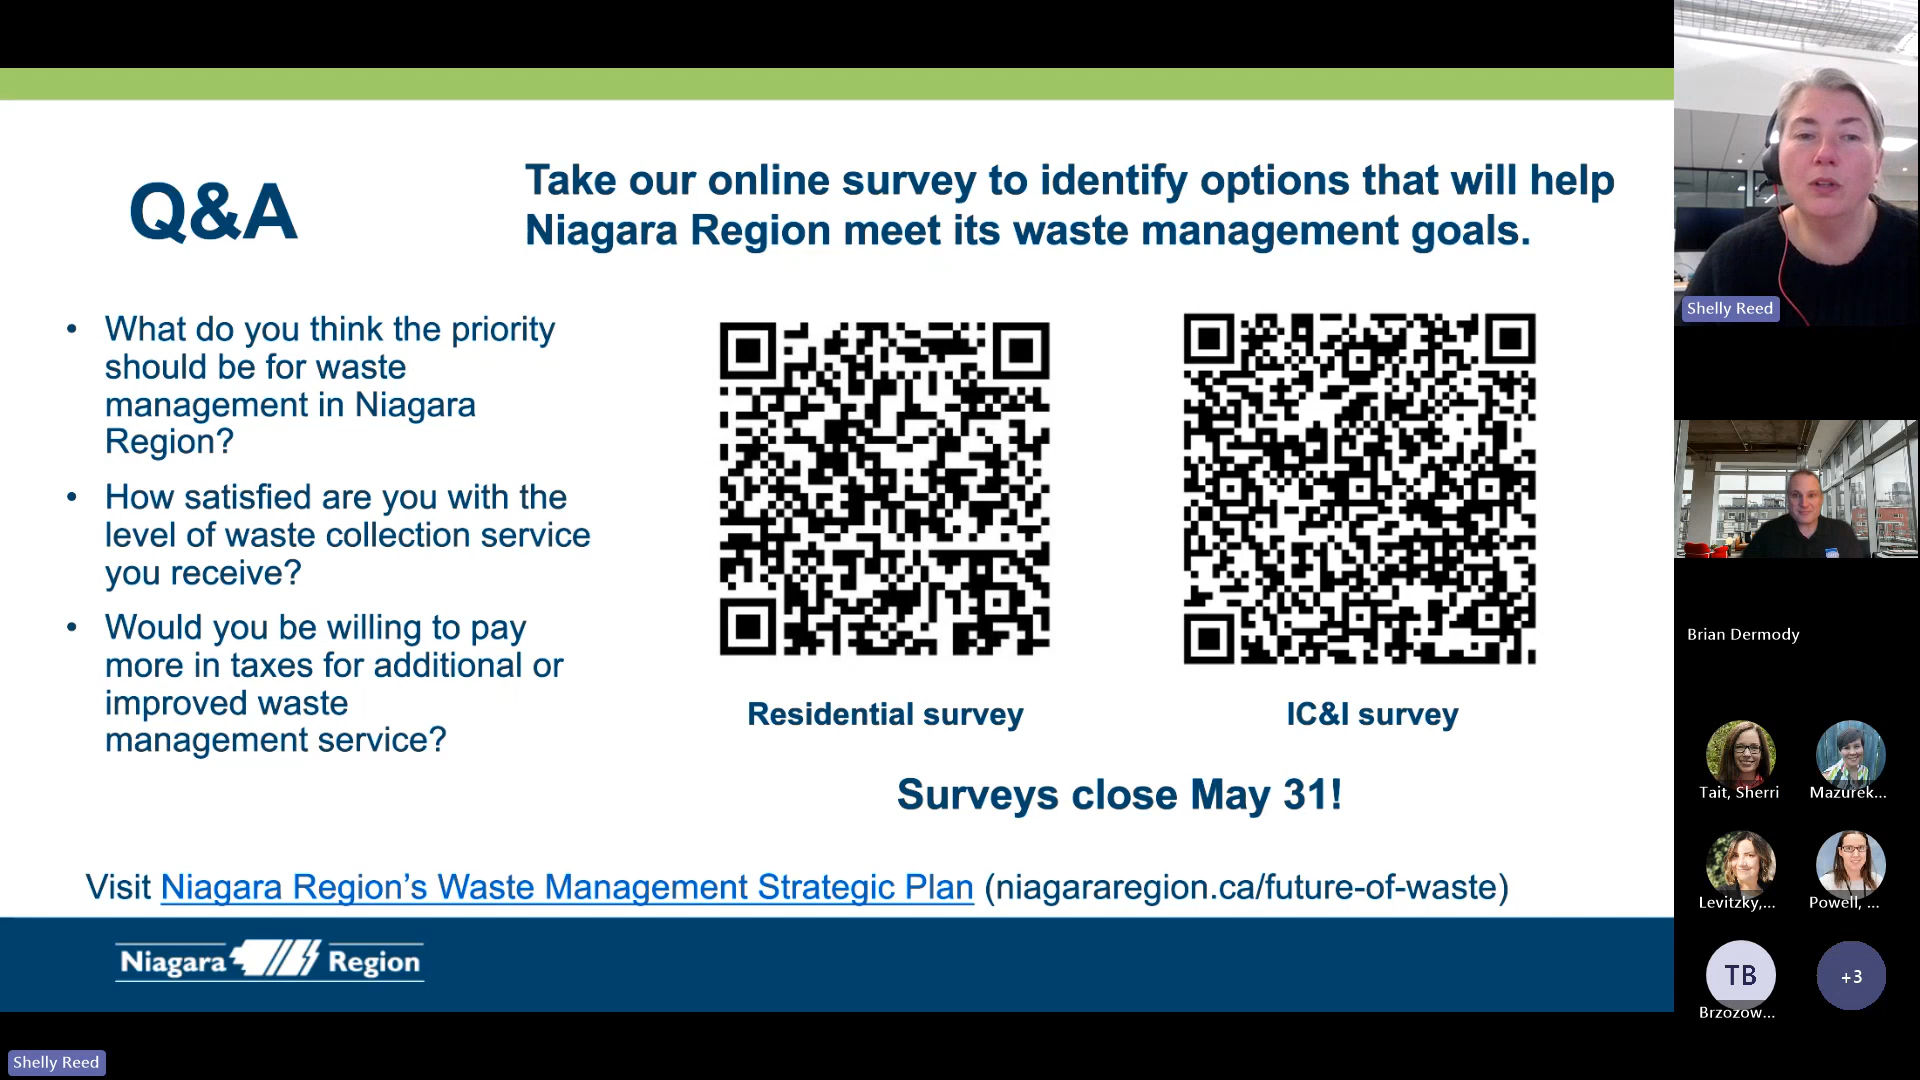 Q&A
Take our online survey to identify options that will help
Niagara Region meet its waste management goals.
• What do you think the priority
should be for waste
management in Niagara
Region?
• How satisfied are you with the
level of waste collection service
you receive?
• Would you be willing to pay
more in taxes for additional or
improved waste
management service?
Residential survey
IC&I survey
Surveys close May 31!
Visit Niagara Region's Waste Management Strategic Plan (niagararegion.ca/future-of-waste)
Niagara Region
Shelly Reed
Shelly Reed
Brian Dermody
Tait, Sherri
Mazurek...
Levitzky,...
Powell, ...
TB
Brzozow...
+3